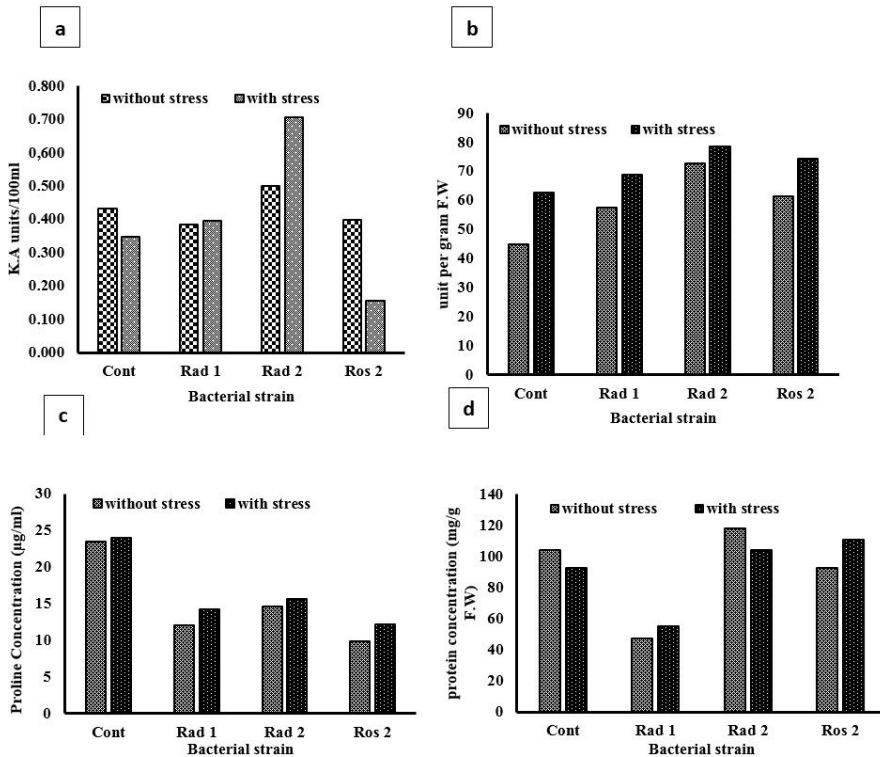 a
0.800
without stress
with stress
0.700
0,600
0.500
0.400
0.300
0.200
0.100
0.000
K.A units/100ml
Cont
Rad 1
Rad 2
Ros 2
Bacterial strain
b
90
without stress
with stress
80
70
60
50
40
30
20
10
0
unit per gram F.W
Cont
Rad 1
Rad 2
Ros 2
Bacterial strain
c
30
without stress
with stress
25
20
15
10
5
0
Proline Concentration (µg/ml)
Cont
Rad 1
Rad 2
Ros 2
Bacterial strain
d
140
without stress
with stress
120
100
80
60
40
20
0
protein concentration (mg/g
F.W)
Cont
Rad 1
Rad 2
Ros 2
Bacterial strain